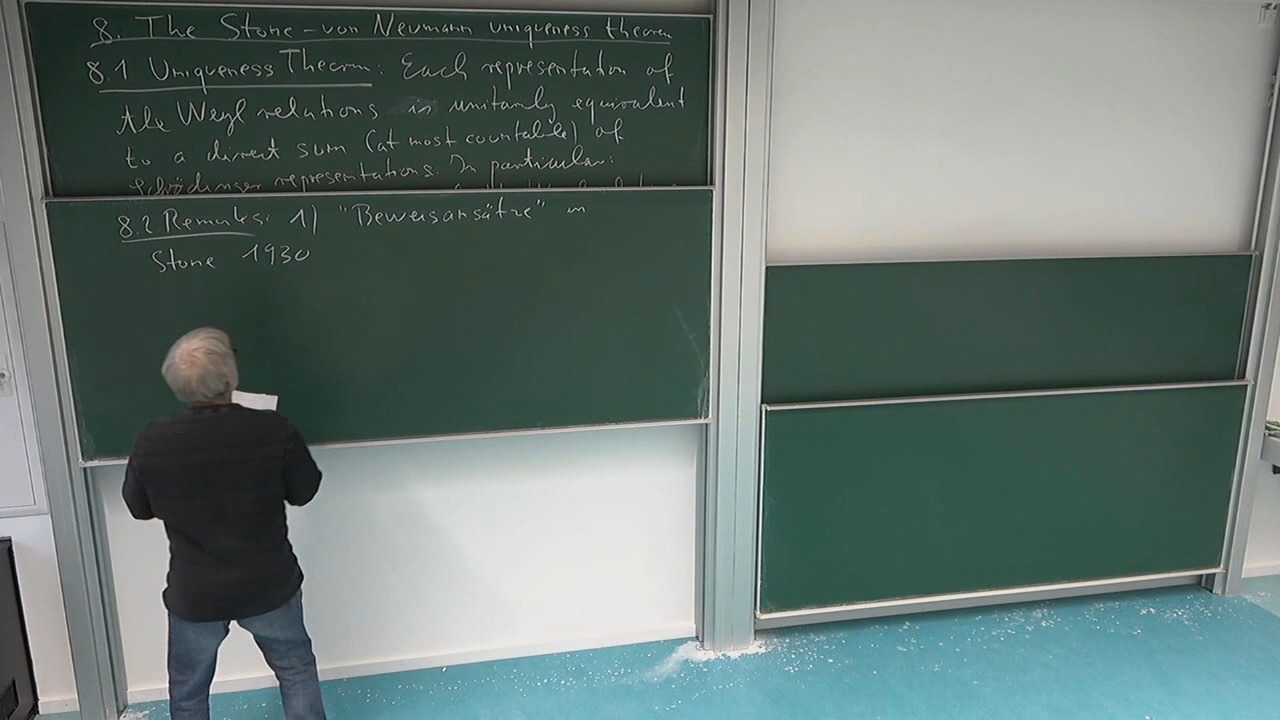 8. The Stone-von Neumann uniqueness theorem
8.1 Uniqueness Theorem: Each representation of
the Weyl relations is unitarily equivalent
to a direct sum (at most countable) of
Schrödinger representations. In particular:
8.2 Remarks: 1) "Beweisansätze" in
Stone 1930